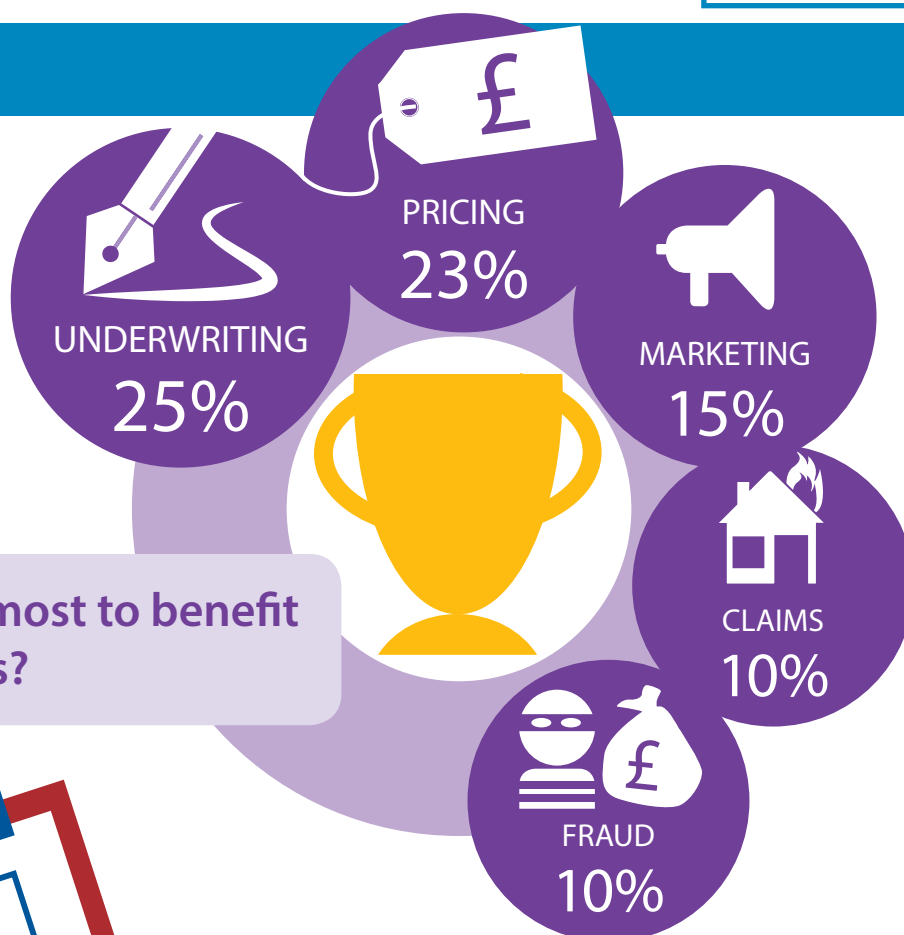 £
PRICING
23%
UNDERWRITING
25%
MARKETING
15%
most to benefit
s?
CLAIMS
10%
£
FRAUD
10%